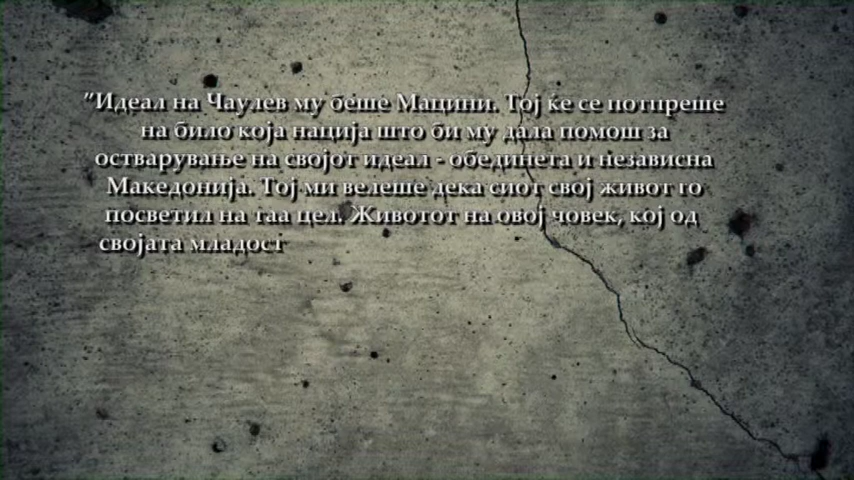 "Идеал на Чаулев му беше Мацини. Тој ќе се потпреше
на било која нација што би му дала помош за
остварување на својот идеал - обединета и независна
Македонија. Тој ми велеше дека сиот свој живот го
посветил на таа цел. Животот на овој човек, кој од
својата младост